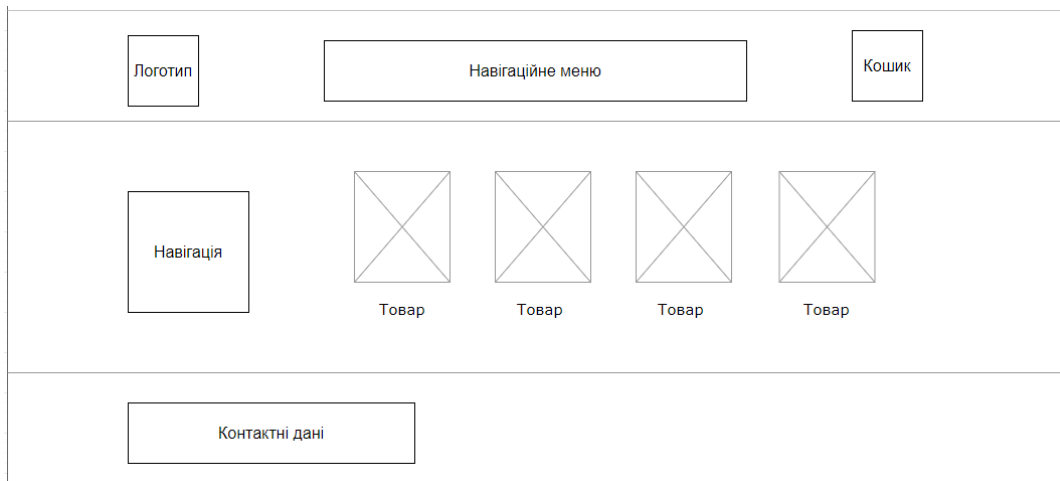 Логотип
Навігаційне меню
Кошик
Навігація
Товар
Товар
Товар
Товар
Контактні дані